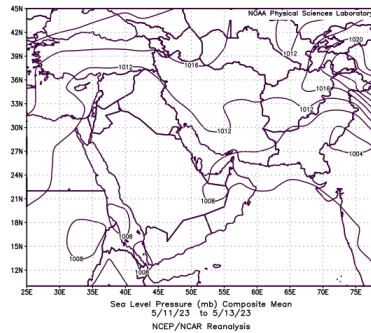 NOAA Physical Sciences Laboratory
45N
42N
39N
36N
33N
30N
27N
24N
21N
18N
15N
12N
1012
1020
1016
1012
1016
1012
1012
1004
1008
1008
1008
1008
25E 30E 35E 40E 45E 50E 55E 60E 65E 70E 75E
Sea Level Pressure (mb) Composite Mean
5/11/23 to 5/13/23
NCEP/NCAR Reanalysis